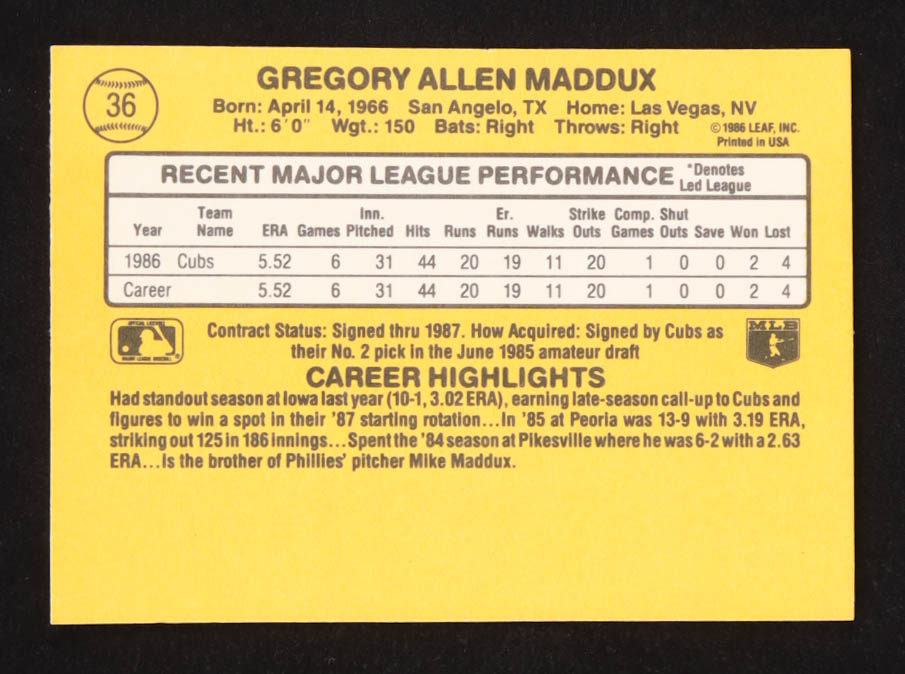 36
GREGORY ALLEN MADDUX
Born: April 14, 1966 San Angelo, TX Home: Las Vegas, NV
Ht.: 6'0" Wgt.: 150 Bats: Right Throws: Right
©1986 LEAF, INC.
Printed in USA
RECENT MAJOR LEAGUE PERFORMANCE *Denotes Led League
Year Team Name ERA Games Inn. Pitched Hits Runs Er. Runs Walks Strike Outs Comp. Games Shut Outs Save Won Lost
1986 Cubs 5.52 6 31 44 20 19 11 20 1 0 0 2 4
Career 5.52 6 31 44 20 19 11 20 1 0 0 2 4
Contract Status: Signed thru 1987. How Acquired: Signed by Cubs as
their No. 2 pick in the June 1985 amateur draft
MLB
CAREER HIGHLIGHTS
Had standout season at Iowa last year (10-1, 3.02 ERA), earning late-season call-up to Cubs and
figures to win a spot in their '87 starting rotation...In '85 at Peoria was 13-9 with 3.19 ERA,
striking out 125 in 186 innings...Spent the '84 season at Pikesville where he was 6-2 with a 2.63
ERA...Is the brother of Phillies' pitcher Mike Maddux.